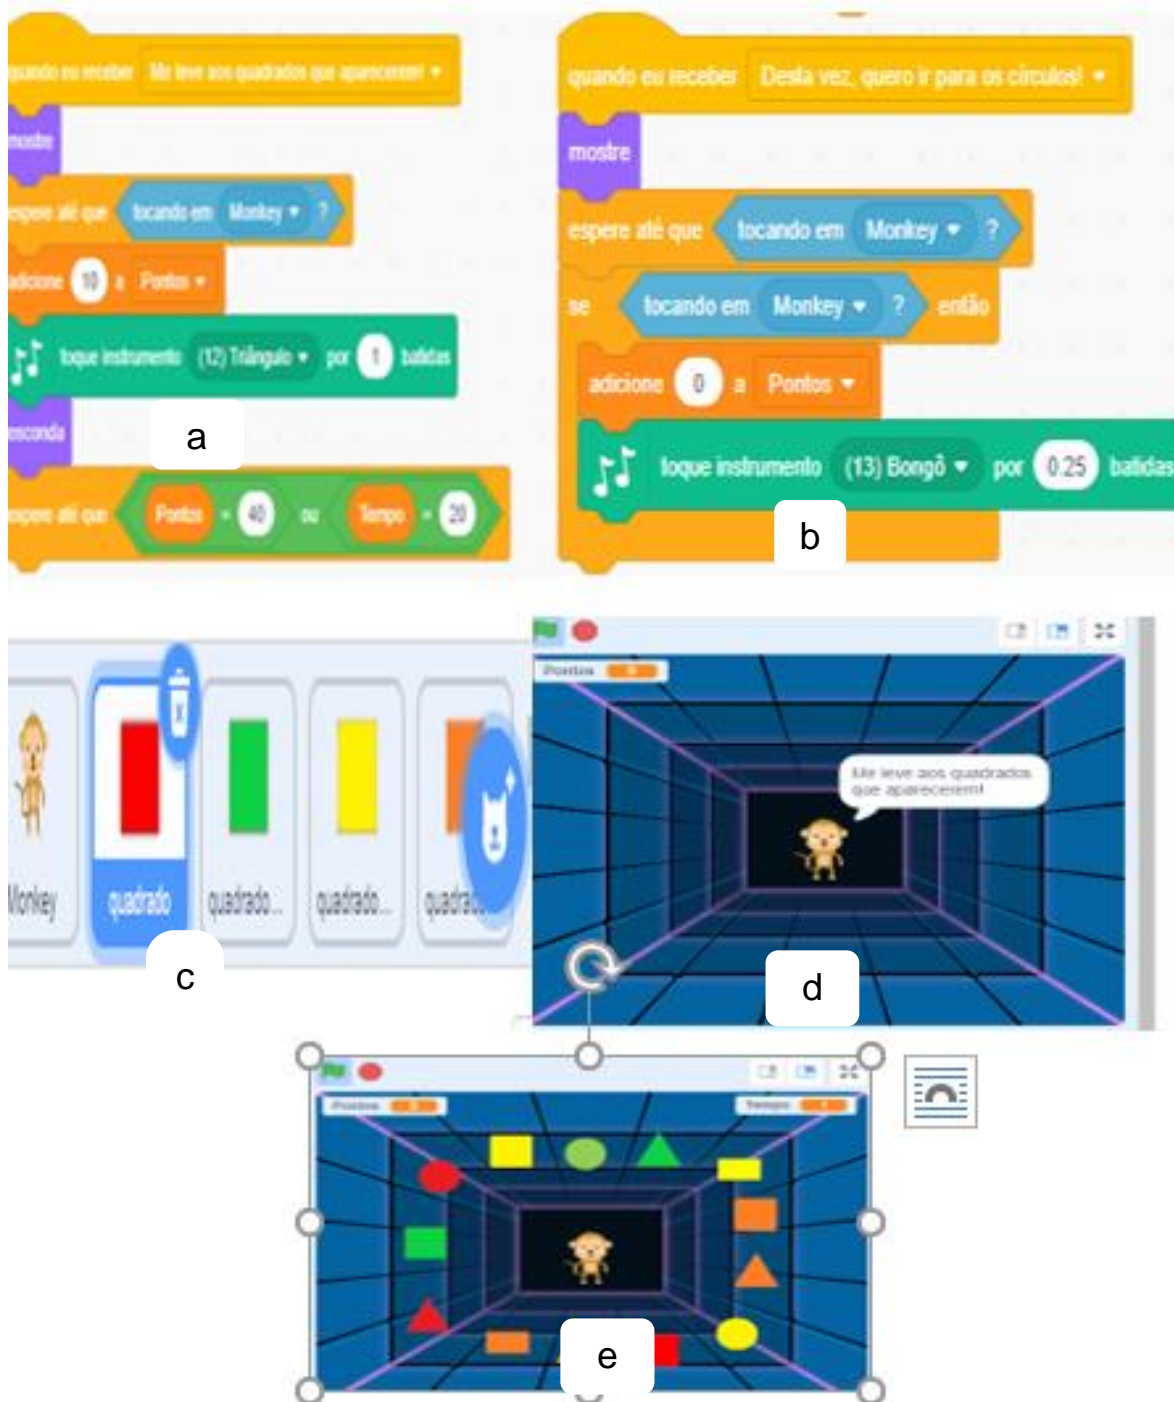 quando eu receber Me leve aos quadrados que aparecerem!
mostre
espere até que tocando em Monkey ?
adicione 10 a Pontos
toque instrumento (12) Triângulo por 1 batidas
esconda
espere até que Pontos = 40 ou Tempo = 20
a
quando eu receber Desta vez, quero ir para os círculos!
mostre
espere até que tocando em Monkey ?
se tocando em Monkey ? então
adicione 0 a Pontos
toque instrumento (13) Bongô por 0.25 batidas
b
Monkey
quadrado
quadrado...
quadrado...
c
Pontos
Me leve aos quadrados
que aparecerem!
d
Pontos
Tempo
e